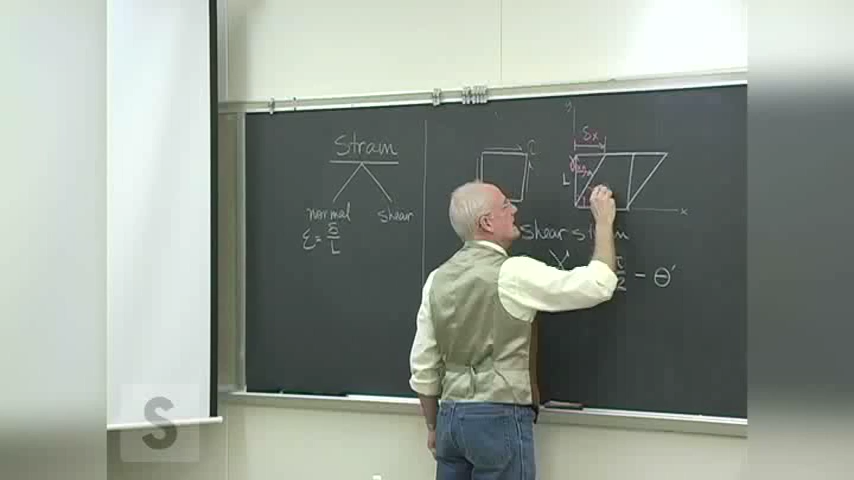 Strain
normal shear
ε = δ
L
τ
y
δx
L
x
shear strain
2 - θ'
S